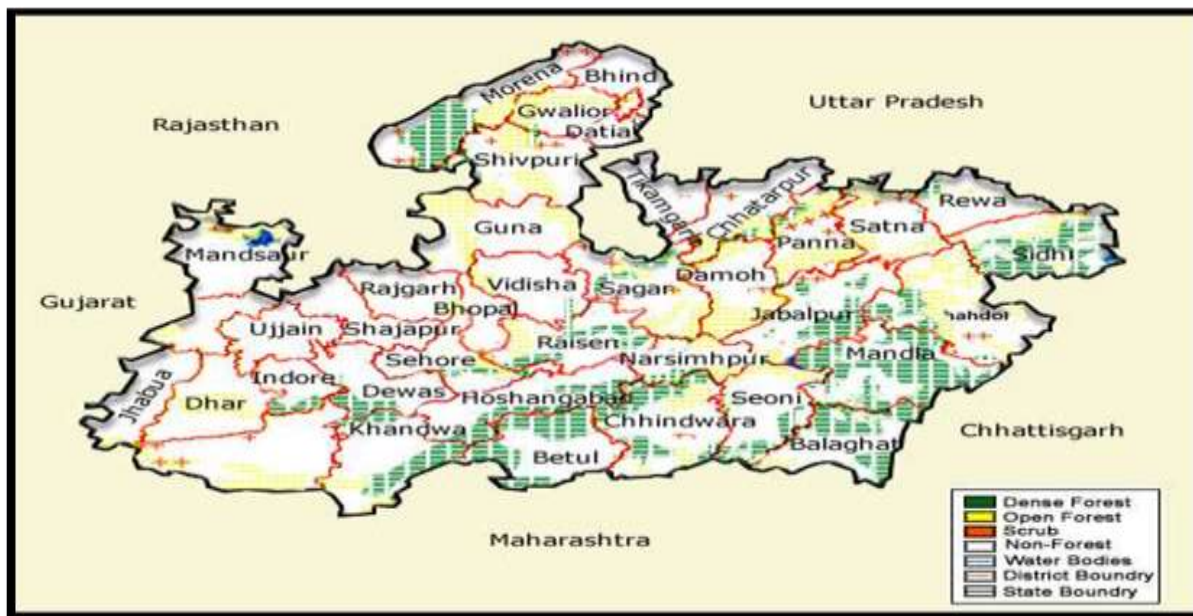 Morena
Bhind
Uttar Pradesh
Rajasthan
Gwalior
Datia
Shivpuri
Tikamgarh
Chhatarpur
Rewa
Guna
Satna
Panna
Mandsaur
Sidhi
Damoh
Vidisha
Sagar
Rajgarh
Gujarat
Bhopal
Jabalpur
Ujjain
Shajapur
Raisen
Mandla
Sehore
Narsimhpur
Indore
Dewas
Hoshangabad
Seoni
Jhabua
Dhar
Chhindwara
Khandwa
Chhattisgarh
Balaghat
Betul
Maharashtra
Dense Forest
Open Forest
Scrub
Non-Forest
Water Bodies
District Boundry
State Boundry